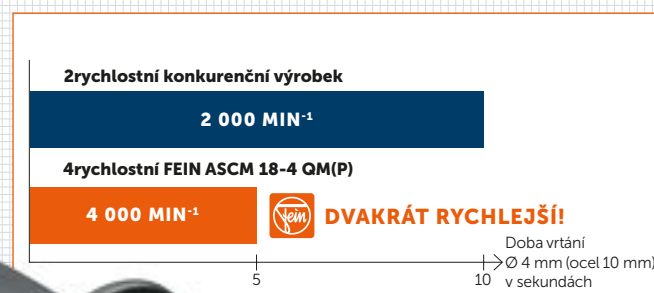 2rychlostní konkurenční výrobek
2 000 MIN⁻¹
4rychlostní FEIN ASCM 18-4 QM(P)
4 000 MIN⁻¹
Fein DVAKRÁT RYCHLEJŠÍ!
5
10
Doba vrtání
Ø 4 mm (ocel 10 mm)
v sekundách